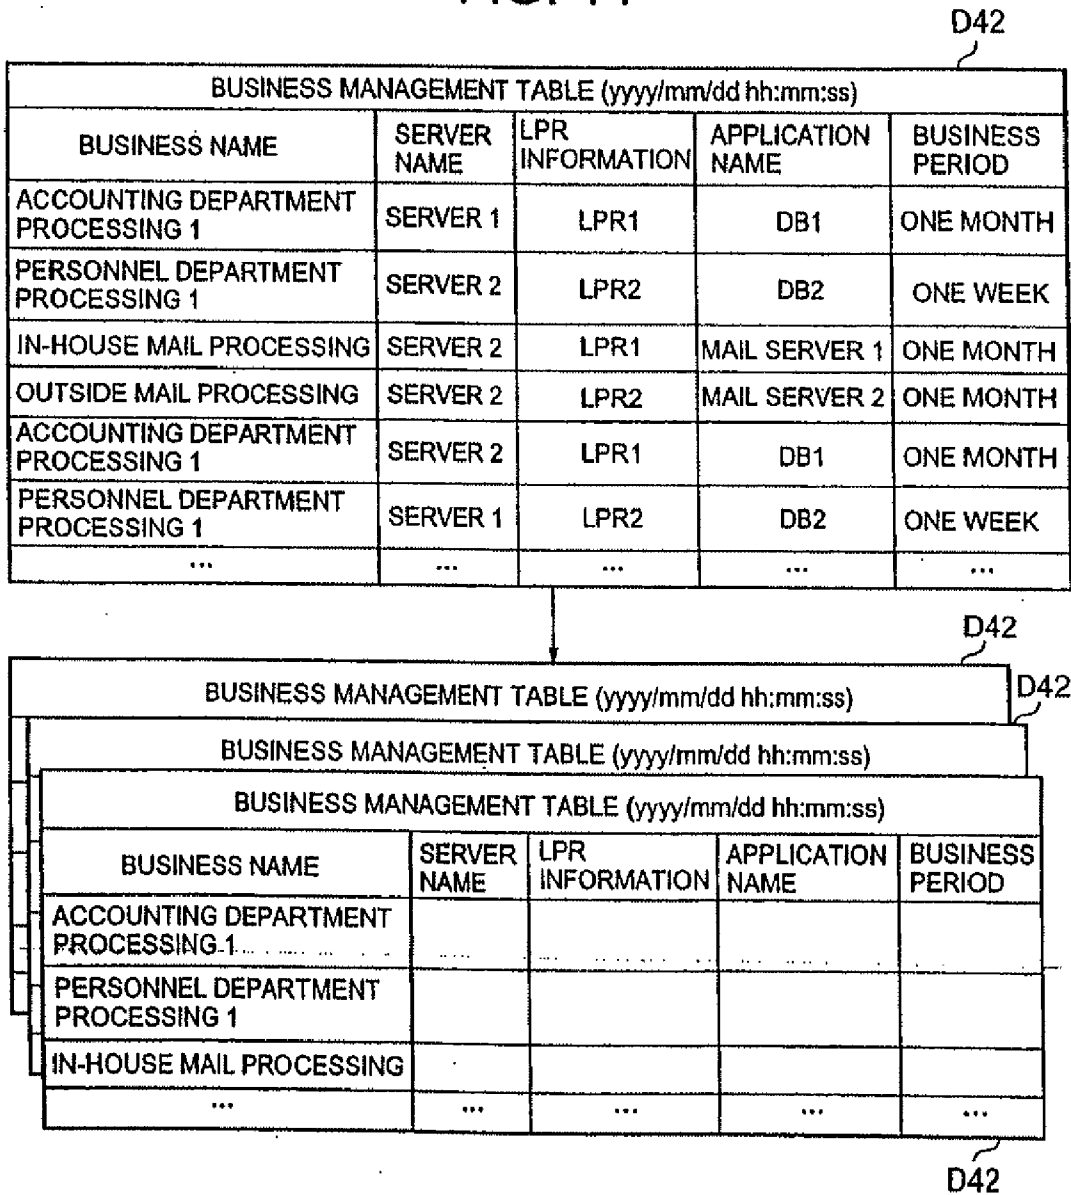 D42
BUSINESS MANAGEMENT TABLE (yyyy/mm/dd hh:mm:ss)
BUSINESS NAME SERVER NAME LPR INFORMATION APPLICATION NAME BUSINESS PERIOD
ACCOUNTING DEPARTMENT PROCESSING 1 SERVER 1 LPR1 DB1 ONE MONTH
PERSONNEL DEPARTMENT PROCESSING 1 SERVER 2 LPR2 DB2 ONE WEEK
IN-HOUSE MAIL PROCESSING SERVER 2 LPR1 MAIL SERVER 1 ONE MONTH
OUTSIDE MAIL PROCESSING SERVER 2 LPR2 MAIL SERVER 2 ONE MONTH
ACCOUNTING DEPARTMENT PROCESSING 1 SERVER 2 LPR1 DB1 ONE MONTH
PERSONNEL DEPARTMENT PROCESSING 1 SERVER 1 LPR2 DB2 ONE WEEK
... ... ... ... ...
D42
BUSINESS MANAGEMENT TABLE (yyyy/mm/dd hh:mm:ss)
D42
BUSINESS MANAGEMENT TABLE (yyyy/mm/dd hh:mm:ss)
BUSINESS MANAGEMENT TABLE (yyyy/mm/dd hh:mm:ss)
BUSINESS NAME SERVER NAME LPR INFORMATION APPLICATION NAME BUSINESS PERIOD
ACCOUNTING DEPARTMENT PROCESSING 1
PERSONNEL DEPARTMENT PROCESSING 1
IN-HOUSE MAIL PROCESSING
... ... ... ... ...
D42